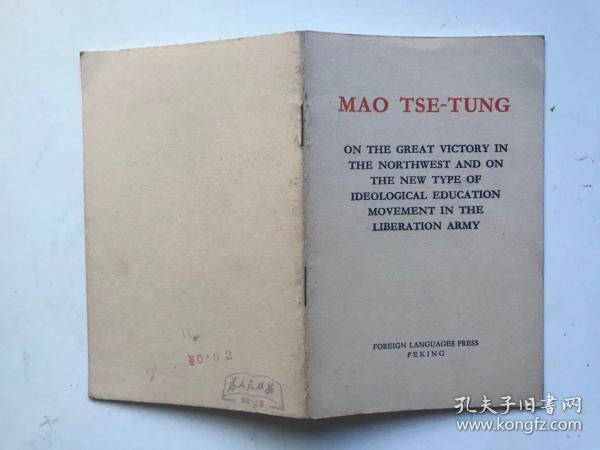 MAO TSE-TUNG
ON THE GREAT VICTORY IN
THE NORTHWEST AND ON
THE NEW TYPE OF
IDEOLOGICAL EDUCATION
MOVEMENT IN THE
LIBERATION ARMY
FOREIGN LANGUAGES PRESS
PEKING
0.02
孔夫子旧书网
www.kongfz.com